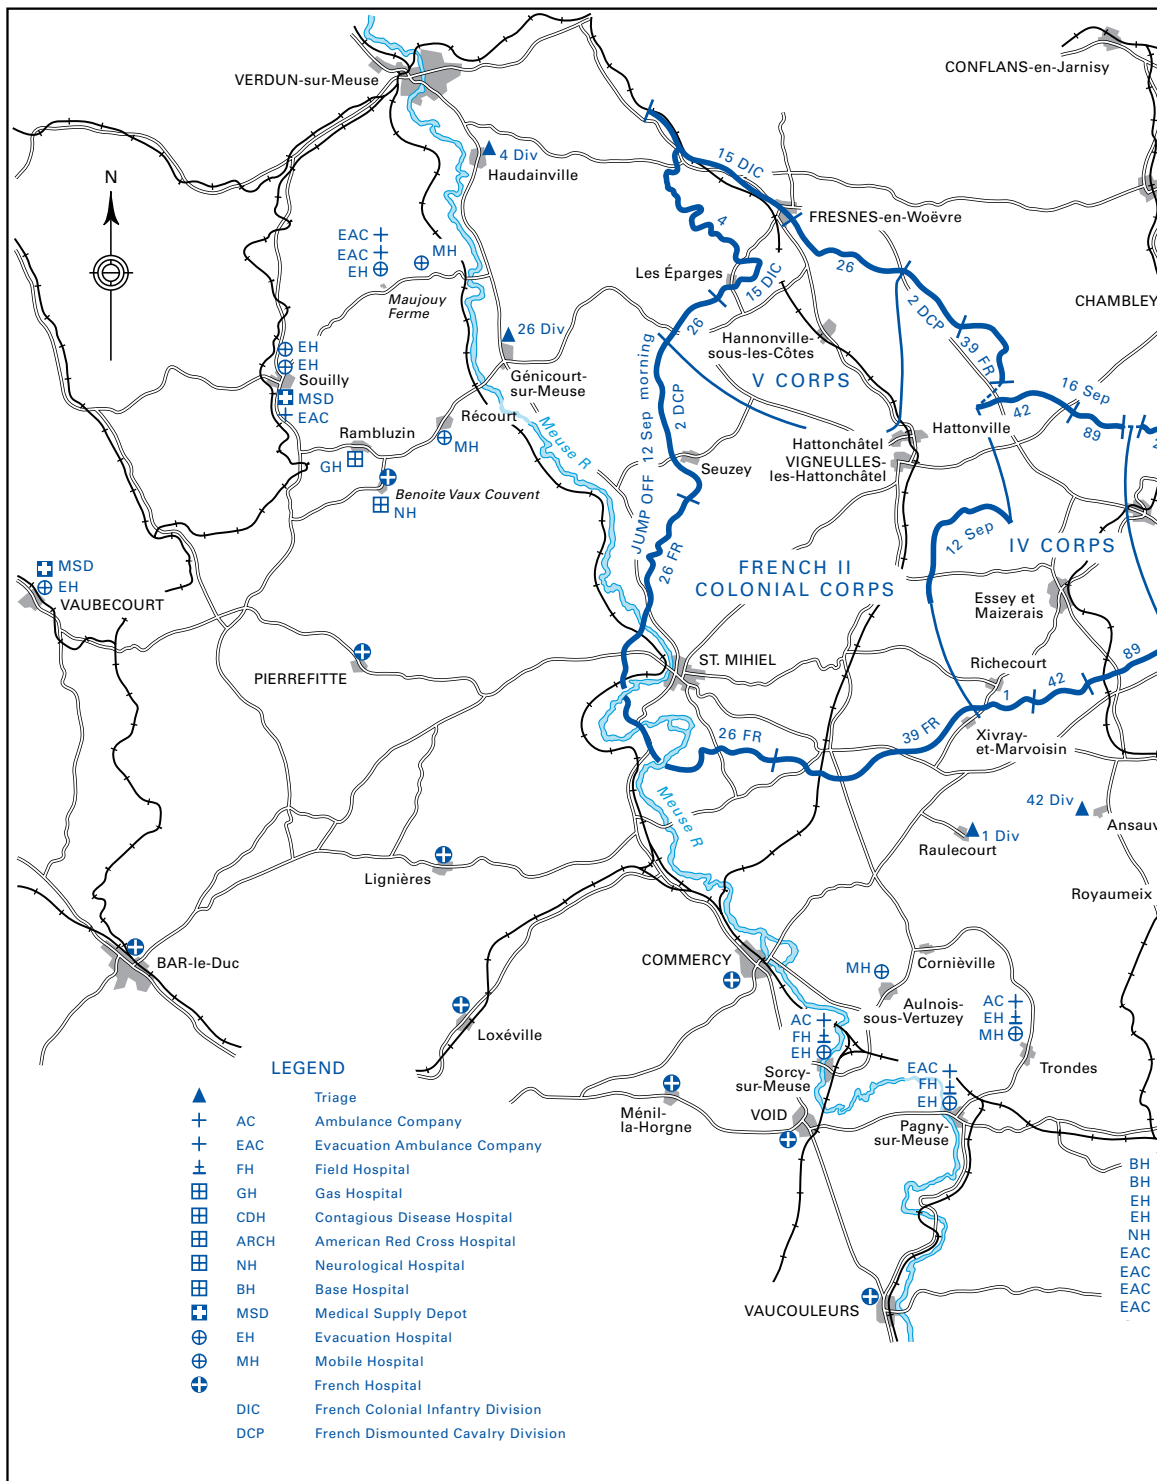 CONFLANS-en-Jarnisy
VERDUN-sur-Meuse
4 Div
Haudainville
15 DIC
N
4
FRESNES-en-Woëvre
EAC
EAC
EH
MH
Maujouy
Ferme
Les Éparges
15 DIC
26
26
2 DCP
39 FR
CHAMBLEY
26 Div
Génicourt-
sur-Meuse
Hannonville-
sous-les-Côtes
V CORPS
EH
EH
Souilly
MSD
EAC
JUMP OFF 12 Sep morning
2 DCP
16 Sep
42
89
Récourt
MH
Rambluzin
GH
Meuse R
Hattonchâtel
Hattonville
VIGNEULLES-
les-Hattonchâtel
Seuzey
Benoite Vaux Couvent
NH
12 Sep
IV CORPS
26 FR
FRENCH II
COLONIAL CORPS
MSD
EH
VAUBECOURT
Essey et
Maizerais
ST. MIHIEL
PIERREFITTE
Richecourt
89
42
1
39 FR
26 FR
Xivray-
et-Marvoisin
Meuse R
42 Div
Ansauv
1 Div
Raulecourt
Lignières
Royaumeix
BAR-le-Duc
COMMERCY
MH
Cornièville
Aulnois-
sous-Vertuzey
AC
EH
MH
Trondes
Loxéville
AC
FH
EH
Sorcy-
sur-Meuse
EAC
FH
EH
Pagny-
sur-Meuse
Ménil-
la-Horgne
VOID
BH
BH
EH
EH
NH
EAC
EAC
EAC
EAC
VAUCOULEURS
LEGEND
Triage
AC Ambulance Company
EAC Evacuation Ambulance Company
FH Field Hospital
GH Gas Hospital
CDH Contagious Disease Hospital
ARCH American Red Cross Hospital
NH Neurological Hospital
BH Base Hospital
MSD Medical Supply Depot
EH Evacuation Hospital
MH Mobile Hospital
French Hospital
DIC French Colonial Infantry Division
DCP French Dismounted Cavalry Division